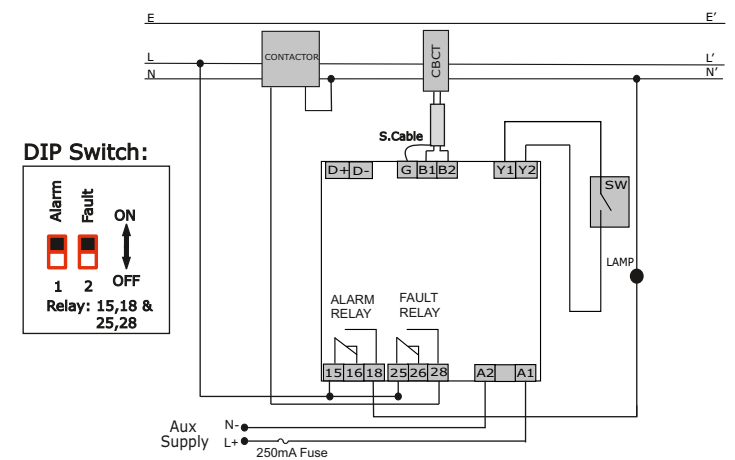 E E'
L L'
N N'
CONTACTOR
CBCT
S.Cable
DIP Switch:
Alarm
Fault
ON
OFF
1 2
Relay: 15,18 &
25,28
D+ D- G B1 B2 Y1 Y2
SW
LAMP
ALARM
RELAY
FAULT
RELAY
15 16 18 25 26 28 A2 A1
Aux
Supply
N-
L+
250mA Fuse